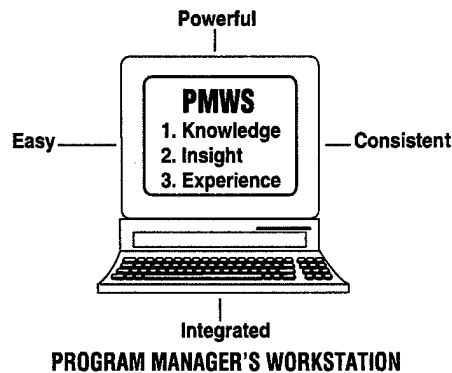 Powerful
PMWS
1. Knowledge
2. Insight
3. Experience
Easy
Consistent
Integrated
PROGRAM MANAGER'S WORKSTATION